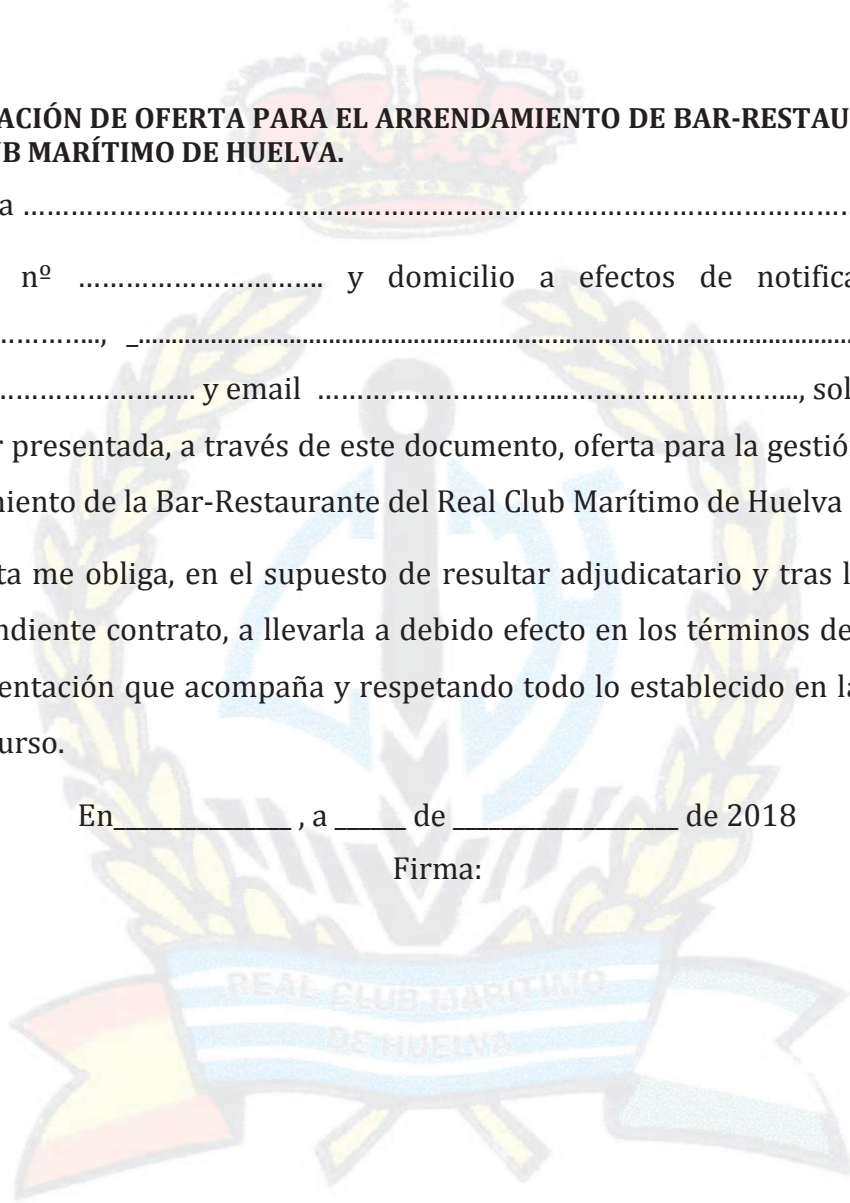 ACIÓN DE OFERTA PARA EL ARRENDAMIENTO DE BAR-RESTAU
UB MARÍTIMO DE HUELVA.
a ……………………………………………………………………………………………
nº ………………………….. y domicilio a efectos de notifica
…………..., _...............................................................................................................
…………………….. y email …………………………..…………………………..., sol
r presentada, a través de este documento, oferta para la gestió
miento de la Bar-Restaurante del Real Club Marítimo de Huelva
ta me obliga, en el supuesto de resultar adjudicatario y tras l
ndiente contrato, a llevarla a debido efecto en los términos de
entación que acompaña y respetando todo lo establecido en la
urso.
En_______________ , a ______ de ___________________ de 2018
Firma:
REAL CLUB MARITIMO
DE HUELVA